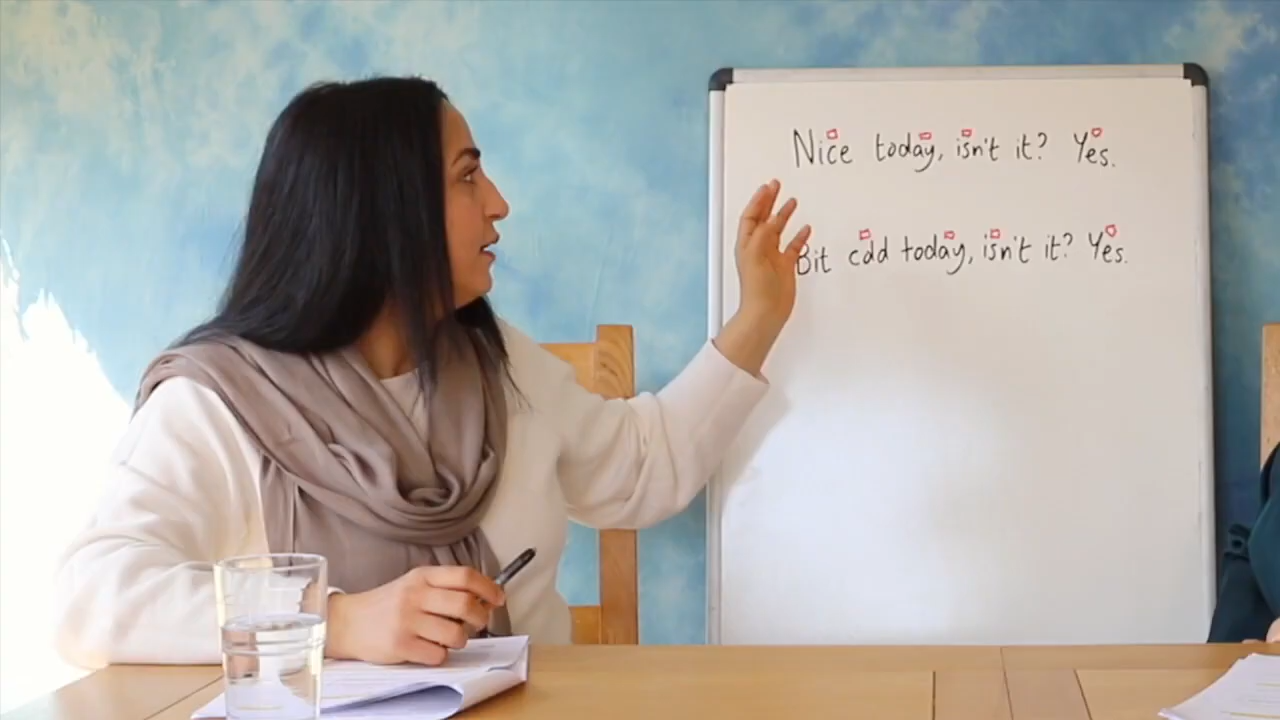 Nice today, isn't it? Yes.
Bit cold today, isn't it? Yes.